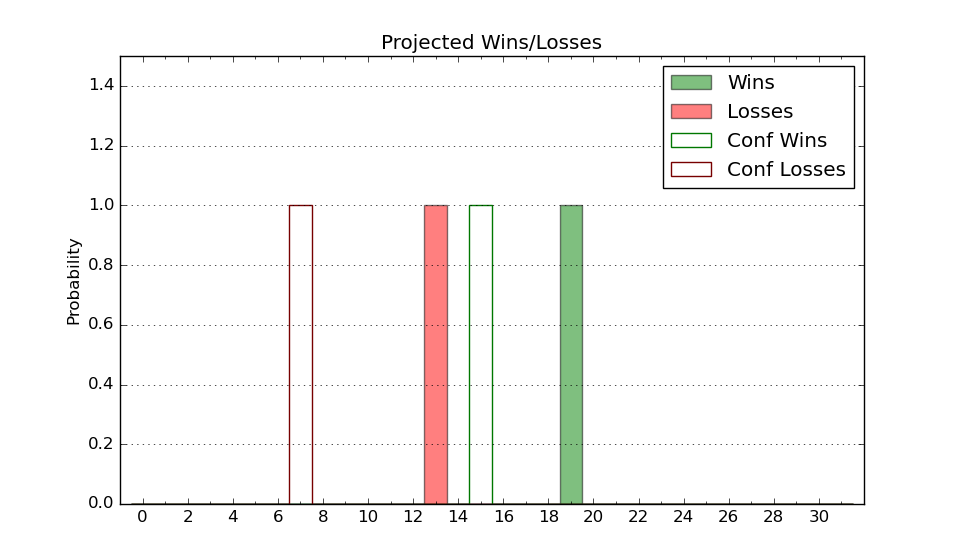 Projected Wins/Losses
1.4
1.2
1.0
0.8
0.6
0.4
0.2
0.0
Probability
Wins
Losses
Conf Wins
Conf Losses
0 2 4 6 8 10 12 14 16 18 20 22 24 26 28 30